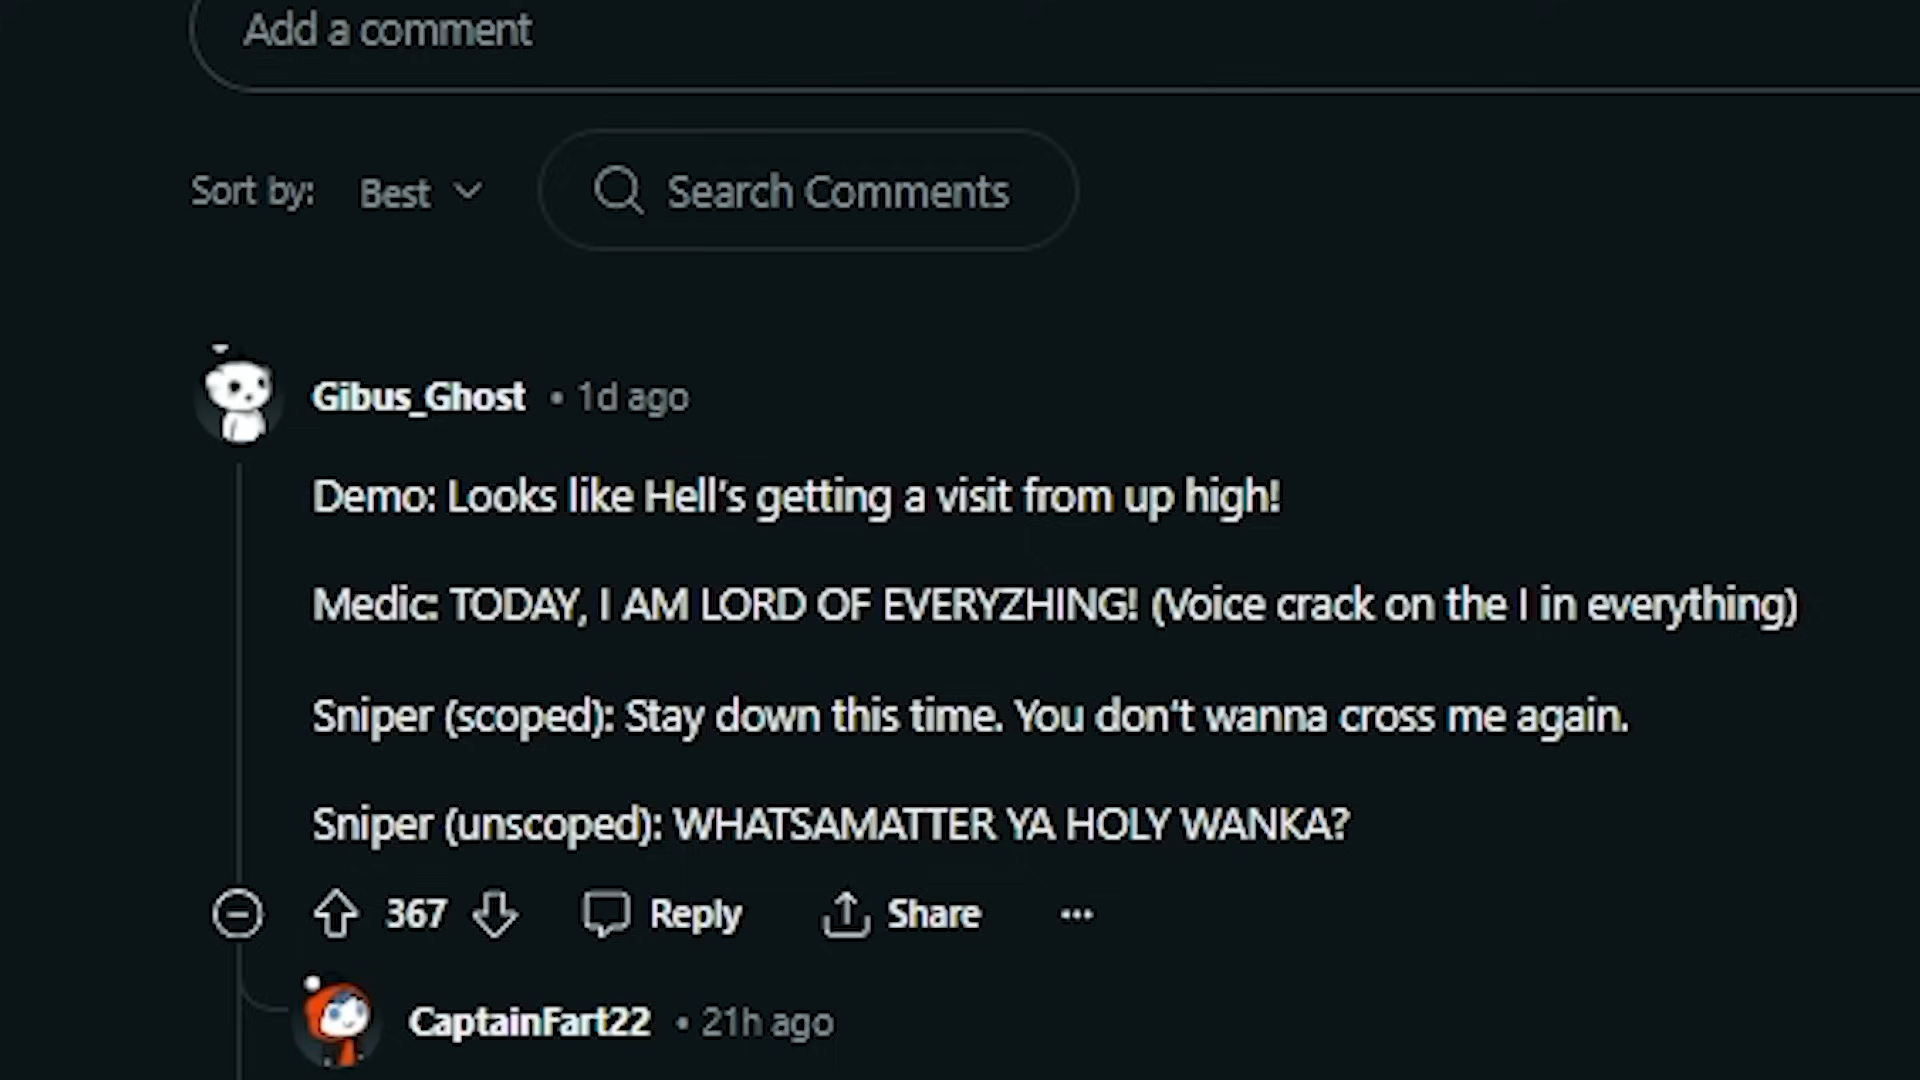 Add a comment
Sort by: Best Search Comments
Gibus_Ghost • 1d ago
Demo: Looks like Hell's getting a visit from up high!
Medic: TODAY, I AM LORD OF EVERYZHING! (Voice crack on the I in everything)
Sniper (scoped): Stay down this time. You don't wanna cross me again.
Sniper (unscoped): WHATSAMATTER YA HOLY WANKA?
367 Reply Share ...
CaptainFart22 • 21h ago